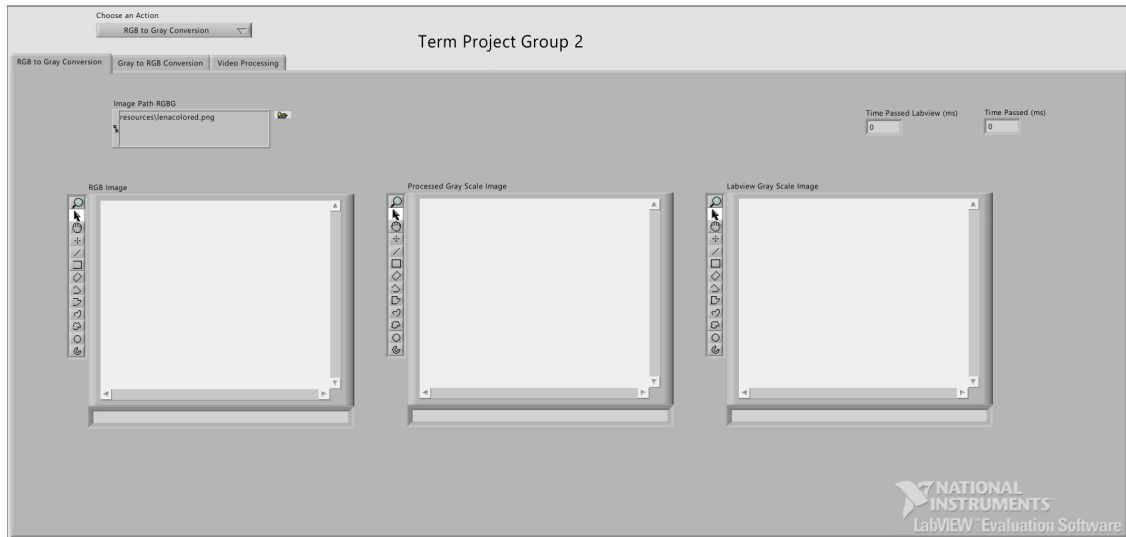 Choose an Action
RGB to Gray Conversion
Term Project Group 2
RGB to Gray Conversion
Gray to RGB Conversion
Video Processing
Image Path RGBG
resources\lenacolored.png
Time Passed Labview (ms)
0
Time Passed (ms)
0
RGB Image
Processed Gray Scale Image
Labview Gray Scale Image
NATIONAL
INSTRUMENTS™
LabVIEW™ Evaluation Software